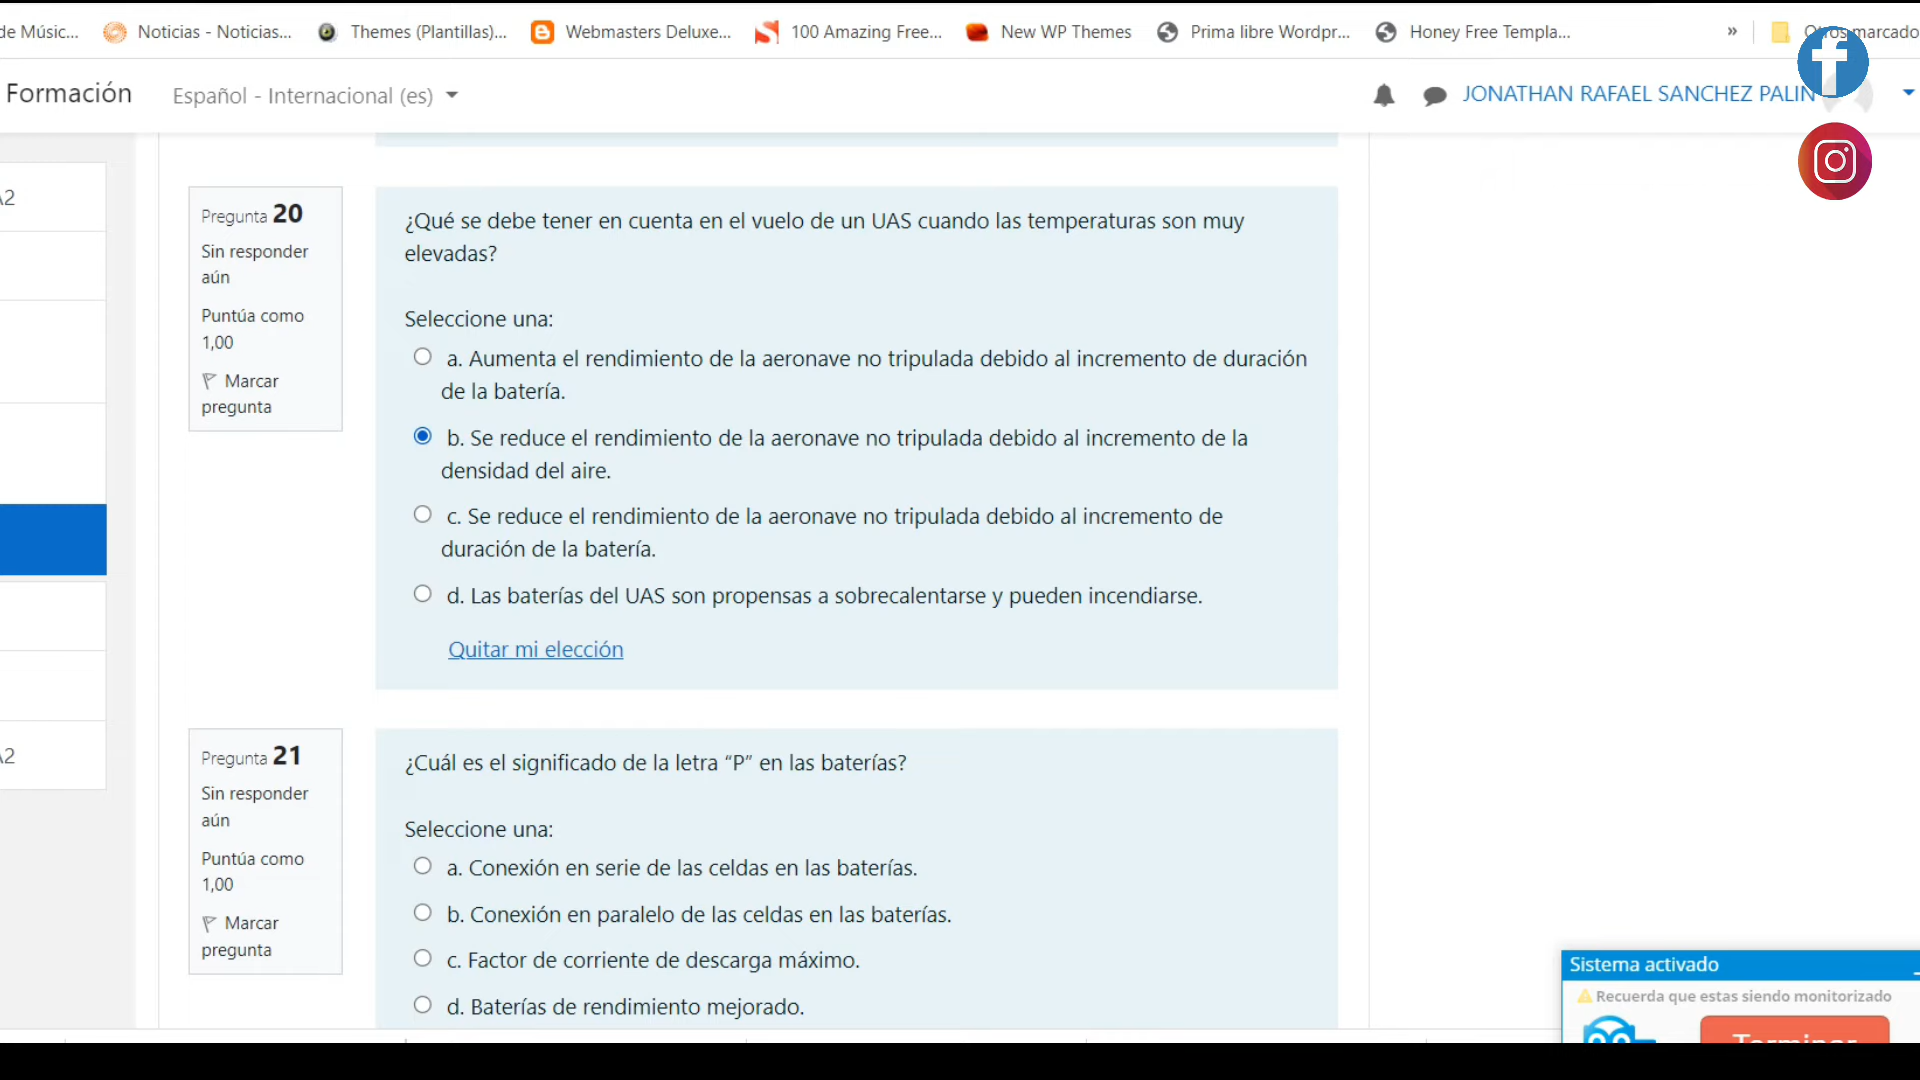 de Músic...
Noticias - Noticias...
Themes (Plantillas)...
Webmasters Deluxe...
100 Amazing Free...
New WP Themes
Prima libre Wordpr...
Honey Free Templa...
»
Otros marcado
Formación
Español - Internacional (es)
JONATHAN RAFAEL SANCHEZ PALIN
A2
Pregunta 20
Sin responder
aún
Puntúa como
1,00
Marcar
pregunta
¿Qué se debe tener en cuenta en el vuelo de un UAS cuando las temperaturas son muy
elevadas?
Seleccione una:
a. Aumenta el rendimiento de la aeronave no tripulada debido al incremento de duración
de la batería.
b. Se reduce el rendimiento de la aeronave no tripulada debido al incremento de la
densidad del aire.
c. Se reduce el rendimiento de la aeronave no tripulada debido al incremento de
duración de la batería.
d. Las baterías del UAS son propensas a sobrecalentarse y pueden incendiarse.
Quitar mi elección
A2
Pregunta 21
Sin responder
aún
Puntúa como
1,00
Marcar
pregunta
¿Cuál es el significado de la letra “P” en las baterías?
Seleccione una:
a. Conexión en serie de las celdas en las baterías.
b. Conexión en paralelo de las celdas en las baterías.
c. Factor de corriente de descarga máximo.
d. Baterías de rendimiento mejorado.
Sistema activado
Recuerda que estas siendo monitorizado
Terminar